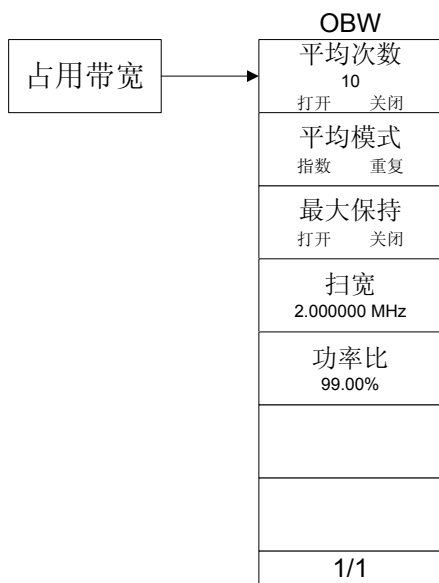 OBW
占用带宽
平均次数
10
打开 关闭
平均模式
指数 重复
最大保持
打开 关闭
扫宽
2.000000 MHz
功率比
99.00%
1/1